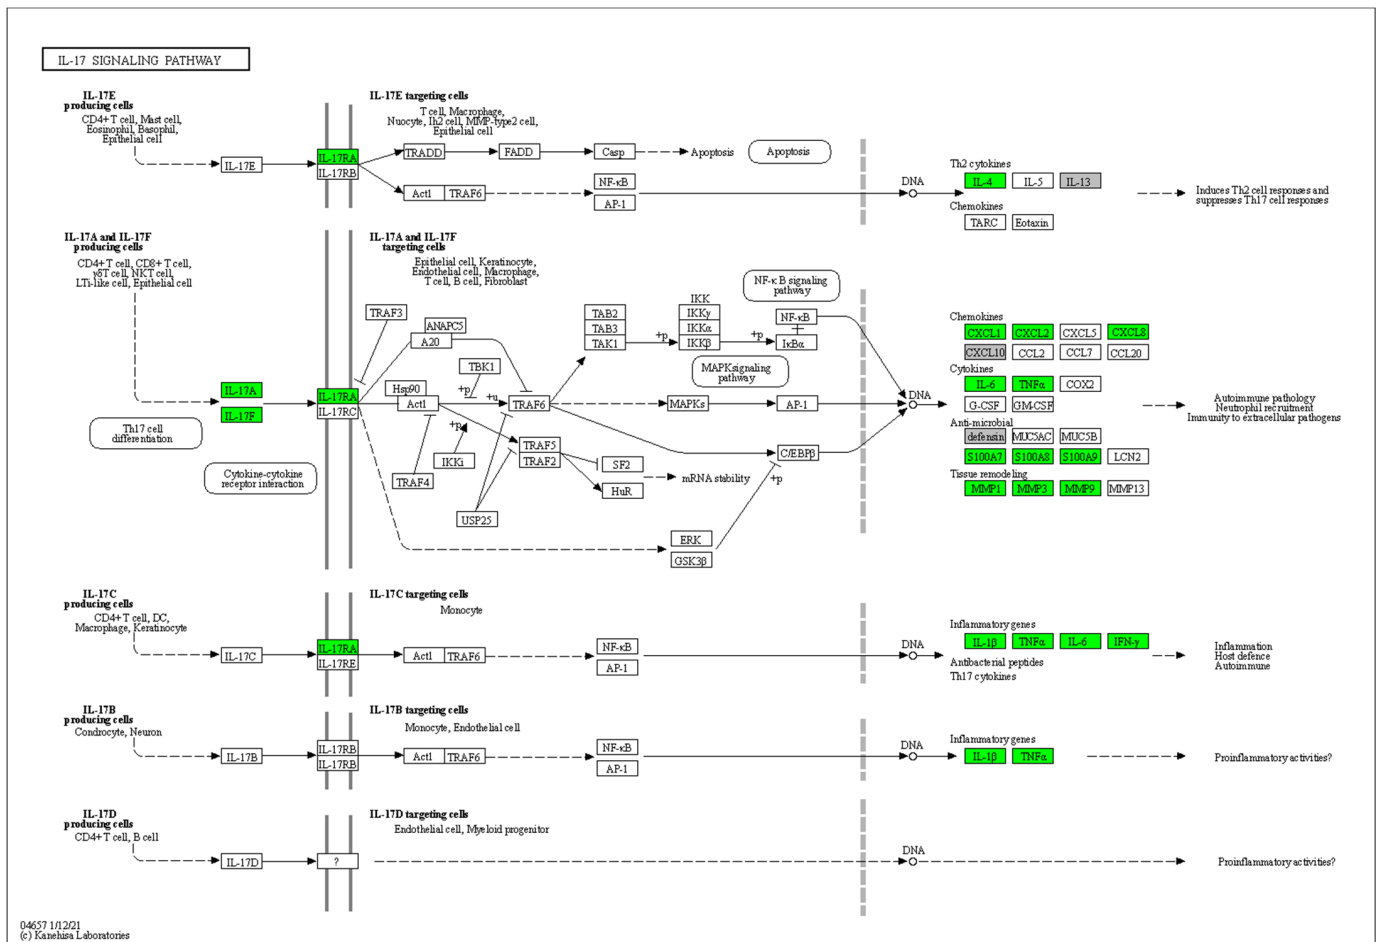 IL-17 SIGNALING PATHWAY
IL-17E
producing cells
CD4+ T cell, Mast cell,
Eosinophil, Basophil,
Epithelial cell
IL-17E
IL-17RA
IL-17RB
IL-17E targeting cells
T cell, Macrophage,
Nuocyte, Ih2 cell, MMP-type2 cell,
Epithelial cell
TRADD
FADD
Casp
Apoptosis
Apoptosis
Act1
TRAF6
NF-κB
AP-1
DNA
Th2 cytokines
IL-4
IL-5
IL-13
Chemokines
TARC
Eotaxin
Induces Th2 cell responses and
suppresses Th17 cell responses
IL-17A and IL-17F
producing cells
CD4+ T cell, CD8+ T cell,
γδT cell, NKT cell,
LTi-like cell, Epithelial cell
IL-17A
IL-17F
Th17 cell
differentiation
Cytokine-cytokine
receptor interaction
IL-17RA
IL-17RC
IL-17A and IL-17F
targeting cells
Epithelial cell, Keratinocyte,
Endothelial cell, Macrophage,
T cell, B cell, Fibroblast
TRAF3
ANAPC5
A20
TBK1
Hsp90
Act1
+p
+u
TRAF6
+p
IKKi
TRAF4
TRAF5
TRAF2
USP25
SF2
HuR
mRNA stability
TAB2
TAB3
TAK1
+p
IKK
IKKγ
IKKα
IKKβ
+p
NF-κB signaling
pathway
NF-κB
IκBα
MAPK signaling
pathway
MAPKs
AP-1
C/EBPβ
+p
ERK
GSK3β
DNA
Chemokines
CXCL1
CXCL2
CXCL5
CXCL8
CXCL10
CCL2
CCL7
CCL20
Cytokines
IL-6
TNFα
COX2
G-CSF
GM-CSF
Anti-microbial
defensin
MUC5AC
MUC5B
S100A7
S100A8
S100A9
LCN2
Tissue remodeling
MMP1
MMP3
MMP9
MMP13
Autoimmune pathology
Neutrophil recruitment
Immunity to extracellular pathogens
IL-17C
producing cells
CD4+ T cell, DC,
Macrophage, Keratinocyte
IL-17C
IL-17RA
IL-17RE
IL-17C targeting cells
Monocyte
Act1
TRAF6
NF-κB
AP-1
DNA
Inflammatory genes
IL-1β
TNFα
IL-6
IFN-γ
Antibacterial peptides
Th17 cytokines
Inflammation
Host defence
Autoimmune
IL-17B
producing cells
Condrocyte, Neuron
IL-17B
IL-17RB
IL-17RB
IL-17B targeting cells
Monocyte, Endothelial cell
Act1
TRAF6
NF-κB
AP-1
DNA
Inflammatory genes
IL-1β
TNFα
Proinflammatory activities?
IL-17D
producing cells
CD4+ T cell, B cell
IL-17D
?
IL-17D targeting cells
Endothelial cell, Myeloid progenitor
DNA
Proinflammatory activities?
04657 1/12/21
(c) Kanehisa Laboratories